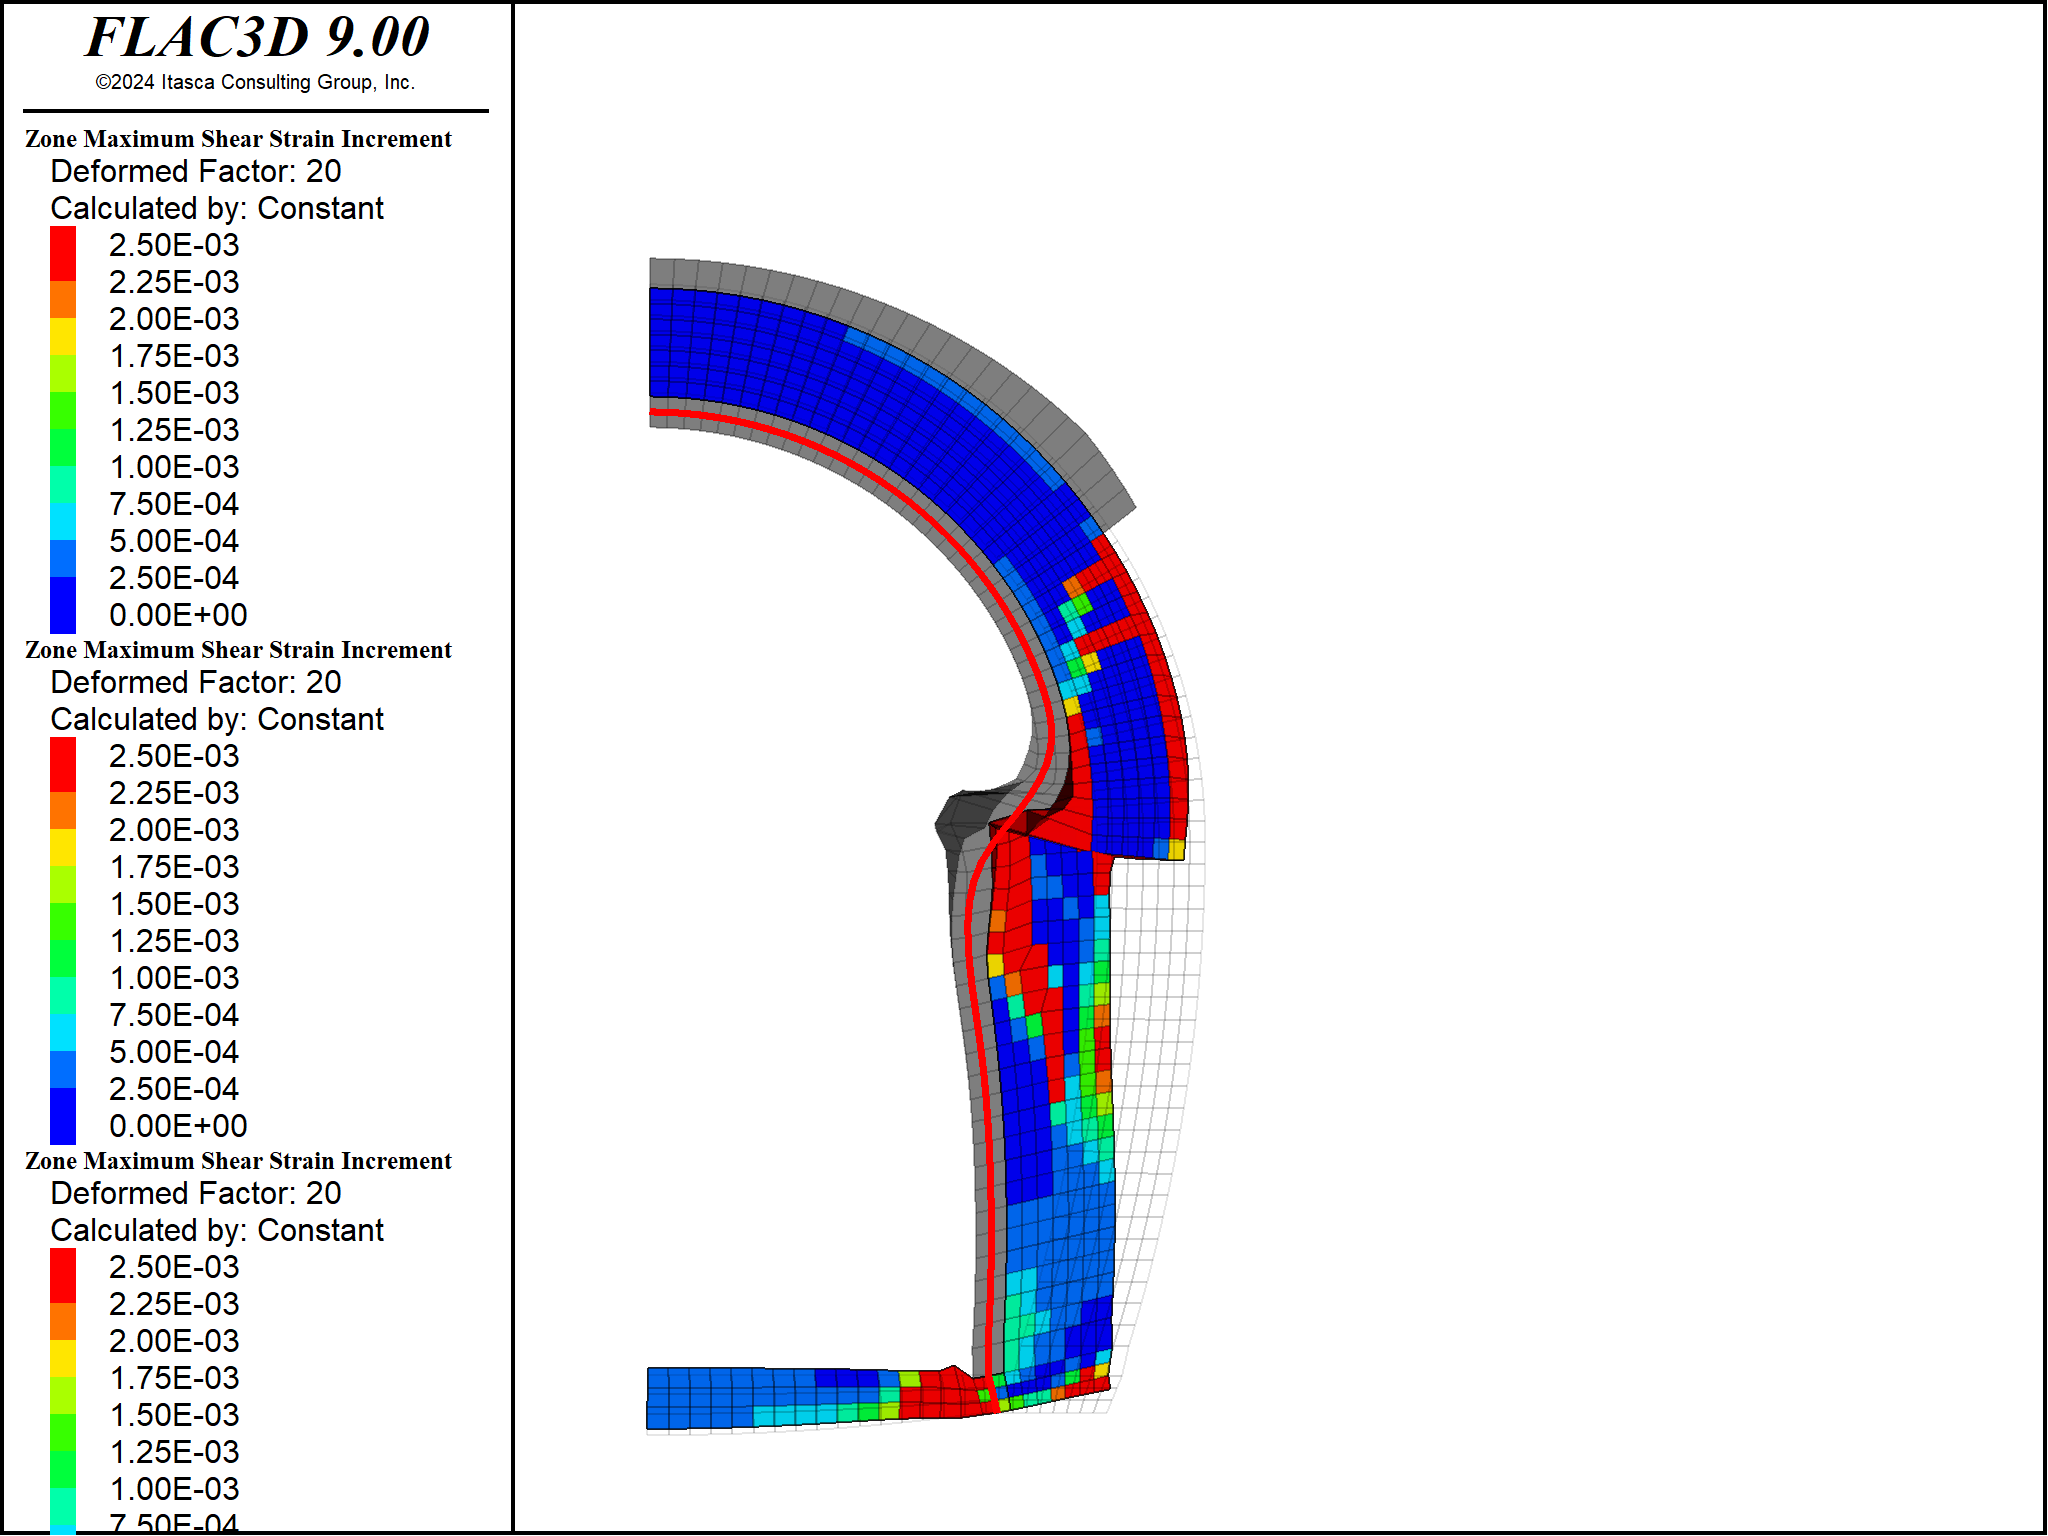 FLAC3D 9.00
©2024 Itasca Consulting Group, Inc.
Zone Maximum Shear Strain Increment
Deformed Factor: 20
Calculated by: Constant
2.50E-03
2.25E-03
2.00E-03
1.75E-03
1.50E-03
1.25E-03
1.00E-03
7.50E-04
5.00E-04
2.50E-04
0.00E+00
Zone Maximum Shear Strain Increment
Deformed Factor: 20
Calculated by: Constant
2.50E-03
2.25E-03
2.00E-03
1.75E-03
1.50E-03
1.25E-03
1.00E-03
7.50E-04
5.00E-04
2.50E-04
0.00E+00
Zone Maximum Shear Strain Increment
Deformed Factor: 20
Calculated by: Constant
2.50E-03
2.25E-03
2.00E-03
1.75E-03
1.50E-03
1.25E-03
1.00E-03
7.50E-04